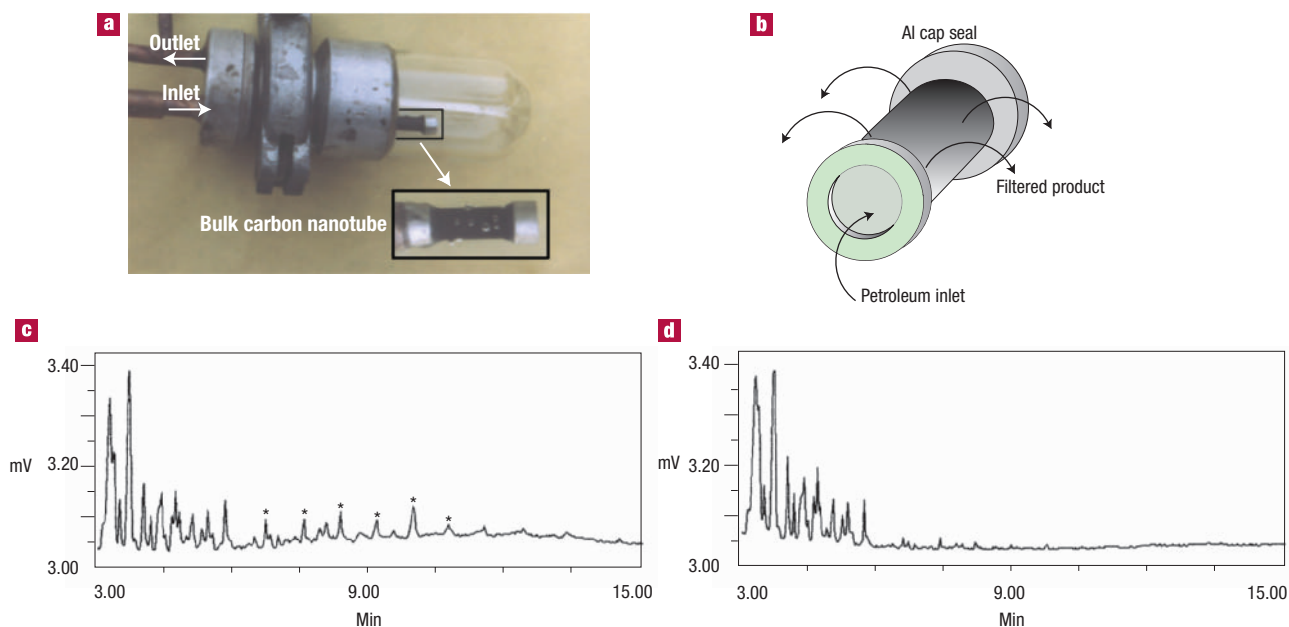 a
Outlet
Inlet
Bulk carbon nanotube
b
Al cap seal
Filtered product
Petroleum inlet
c
3.40
mV
3.20
3.00
3.00
9.00
15.00
Min
*
*
*
*
*
*
d
3.40
mV
3.20
3.00
3.00
9.00
15.00
Min